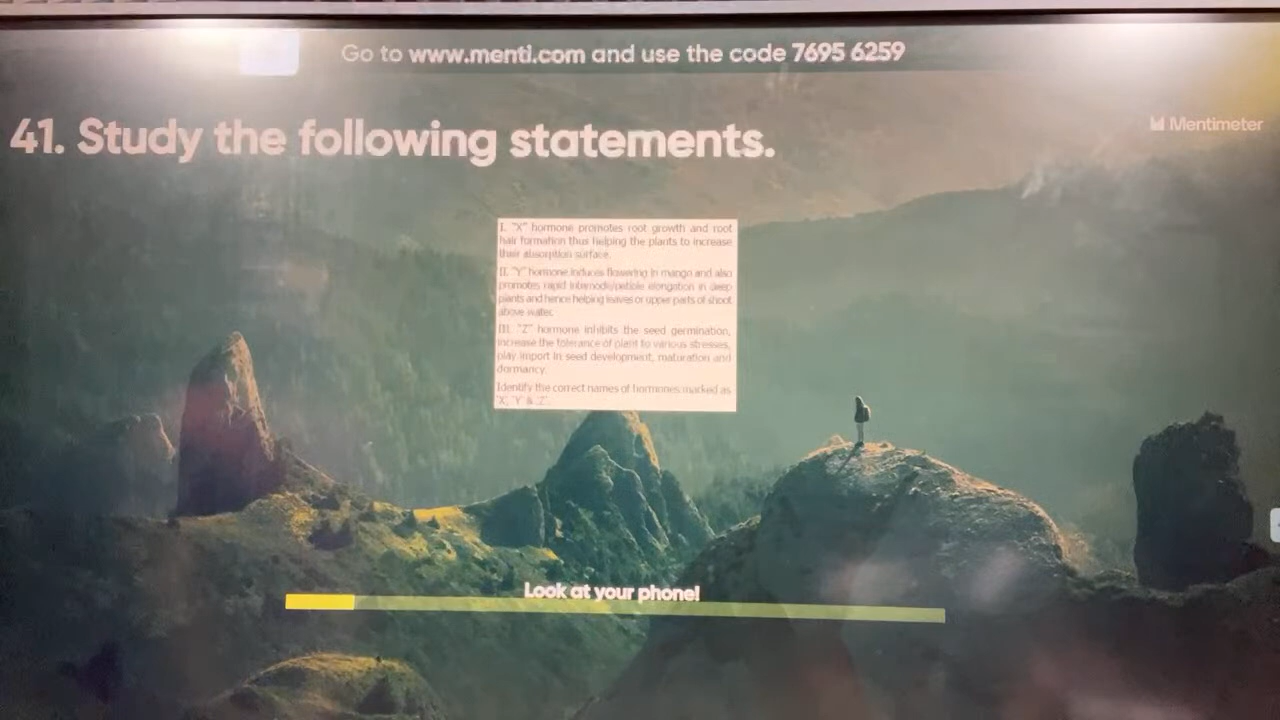 Go to www.menti.com and use the code 7695 6259
41. Study the following statements.
Mentimeter
I. "X" hormone promotes root growth and root
hair formation thus helping the plants to increase
their absorption surface.
II. "Y" hormone induces flowering in mango and also
promotes rapid internode/petiole elongation in deep
plants and hence helping leaves or upper parts of shoot
above water.
III. "Z" hormone inhibits the seed germination,
increase the tolerance of plant to various stresses,
play import in seed development, maturation and
dormancy.
Identify the correct names of hormones marked as
'X', 'Y' & 'Z'.
Look at your phone!